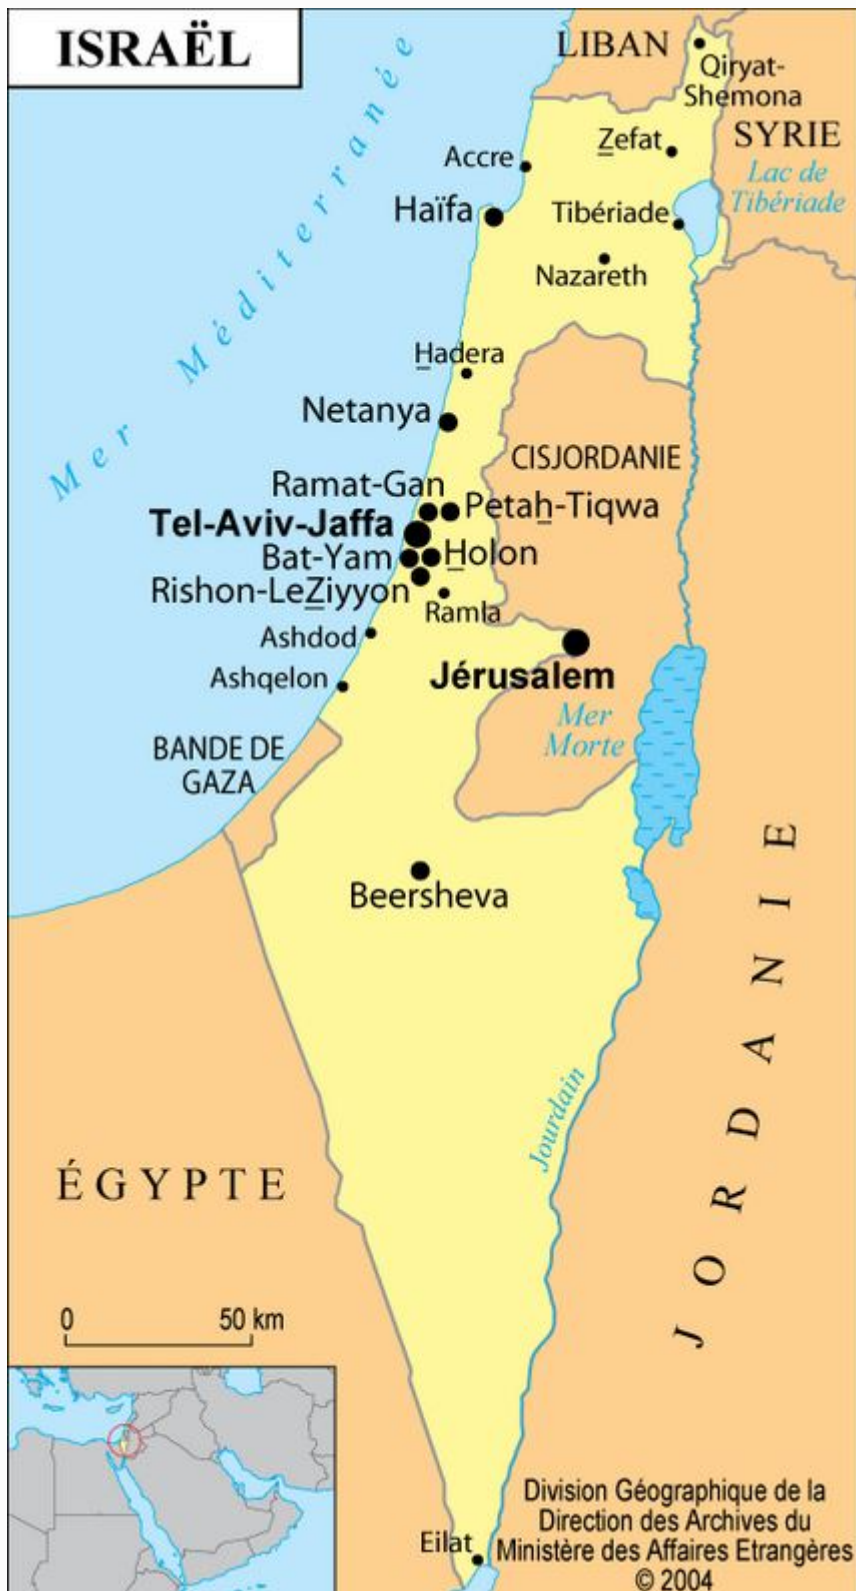 ISRAËL
LIBAN
Qiryat-
Shemona
Mer Méditerranée
Accre
Zefat
SYRIE
Lac de
Tibériade
Haïfa
Tibériade
Nazareth
Hadera
Netanya
CISJORDANIE
Ramat-Gan
Petah-Tiqwa
Tel-Aviv-Jaffa
Bat-Yam
Holon
Rishon-LeZiyyon
Ramla
Ashdod
Jérusalem
Ashqelon
Mer
Morte
BANDE DE
GAZA
Beersheva
JORDANIE
Jourdain
ÉGYPTE
0 50 km
Division Géographique de la
Direction des Archives du
Ministère des Affaires Etrangères
© 2004
Eilat